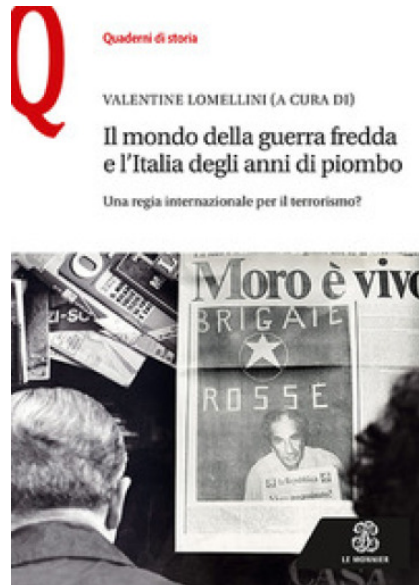 Q
Quaderni di storia
VALENTINE LOMELLINI (A CURA DI)
Il mondo della guerra fredda
e l'Italia degli anni di piombo
Una regia internazionale per il terrorismo?
Moro è vivo
BRIGATE
ROSSE
la Repubblica
LE MONNIER
CASA